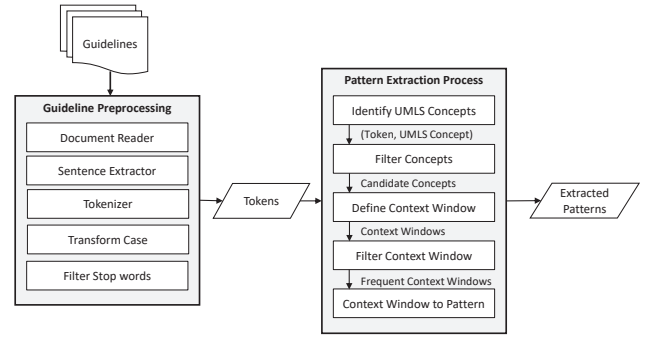 Guidelines
Guideline Preprocessing
Document Reader
Sentence Extractor
Tokenizer
Transform Case
Filter Stop words
Tokens
Pattern Extraction Process
Identify UMLS Concepts
(Token, UMLS Concept)
Filter Concepts
Candidate Concepts
Define Context Window
Context Windows
Filter Context Window
Frequent Context Windows
Context Window to Pattern
Extracted
Patterns